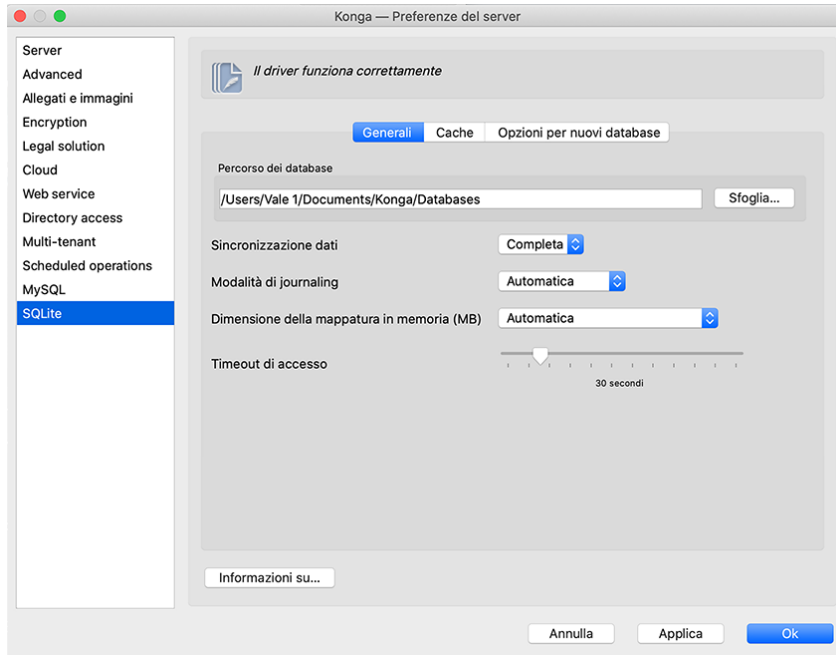 Konga — Preferenze del server
Server
Advanced
Allegati e immagini
Encryption
Legal solution
Cloud
Web service
Directory access
Multi-tenant
Scheduled operations
MySQL
SQLite
Il driver funziona correttamente
Generali
Cache
Opzioni per nuovi database
Percorso dei database
/Users/Vale 1/Documents/Konga/Databases
Sfoglia...
Sincronizzazione dati
Completa
Modalità di journaling
Automatica
Dimensione della mappatura in memoria (MB)
Automatica
Timeout di accesso
30 secondi
Informazioni su...
Annulla
Applica
Ok